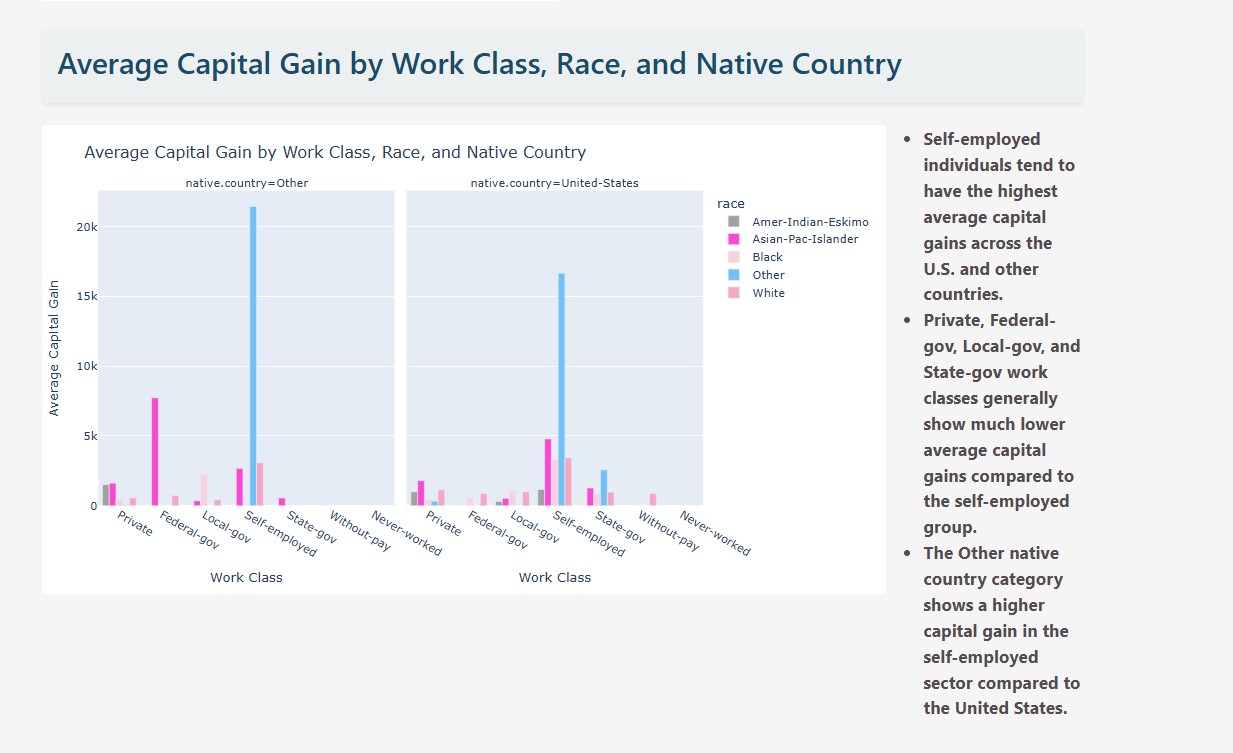 Average Capital Gain by Work Class, Race, and Native Country
Average Capital Gain by Work Class, Race, and Native Country
native.country=Other
native.country=United-States
race
Amer-Indian-Eskimo
Asian-Pac-Islander
Black
Other
White
Average Capital Gain
20k
15k
10k
5k
0
Private
Federal-gov
Local-gov
Self-employed
State-gov
Without-pay
Never-worked
Private
Federal-gov
Local-gov
Self-employed
State-gov
Without-pay
Never-worked
Work Class
Work Class
• Self-employed
individuals tend to
have the highest
average capital
gains across the
U.S. and other
countries.
• Private, Federal-
gov, Local-gov, and
State-gov work
classes generally
show much lower
average capital
gains compared to
the self-employed
group.
• The Other native
country category
shows a higher
capital gain in the
self-employed
sector compared to
the United States.